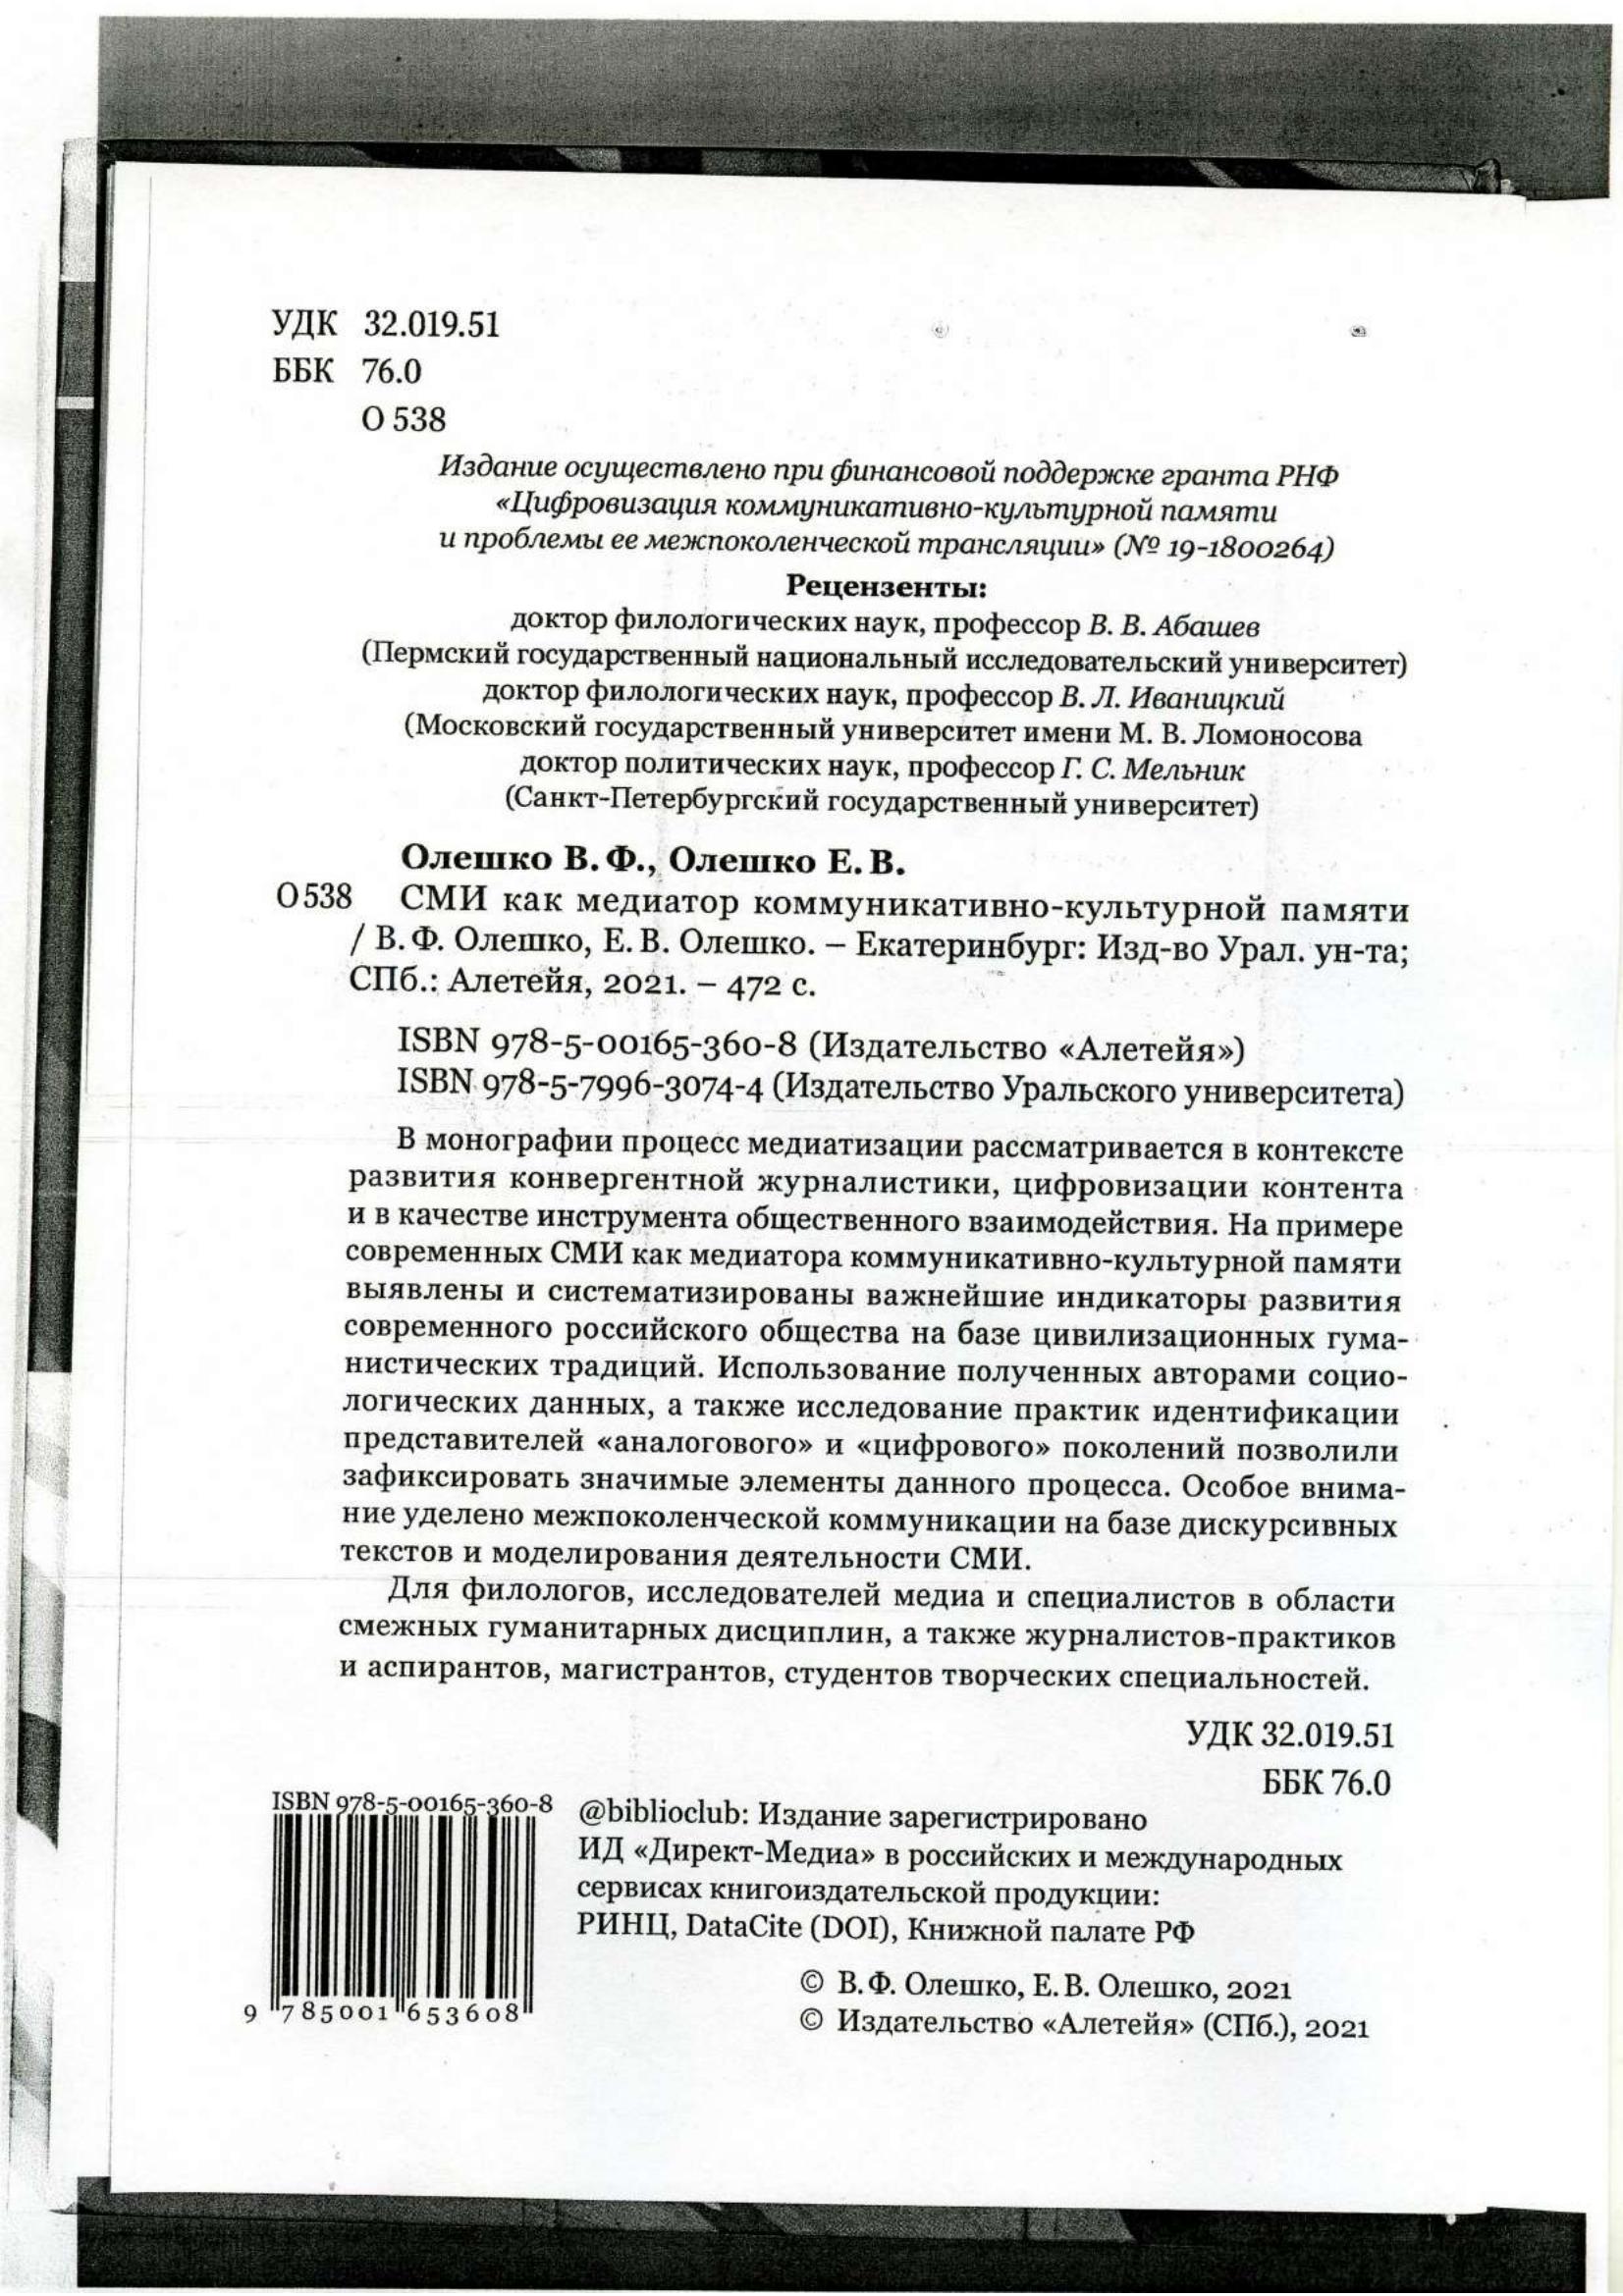 УДК 32.019.51
ББК 76.0
О 538
Издание осуществлено при финансовой поддержке гранта РНФ
«Цифровизация коммуникативно-культурной памяти
и проблемы ее межпоколенческой трансляции» (№ 19-1800264)
Рецензенты:
доктор филологических наук, профессор В. В. Абашев
(Пермский государственный национальный исследовательский университет)
доктор филологических наук, профессор В. Л. Иваницкий
(Московский государственный университет имени М. В. Ломоносова
доктор политических наук, профессор Г. С. Мельник
(Санкт-Петербургский государственный университет)
Олешко В. Ф., Олешко Е. В.
О 538 СМИ как медиатор коммуникативно-культурной памяти
/ В. Ф. Олешко, Е. В. Олешко. – Екатеринбург: Изд-во Урал. ун-та;
СПб.: Алетейя, 2021. – 472 с.
ISBN 978-5-00165-360-8 (Издательство «Алетейя»)
ISBN 978-5-7996-3074-4 (Издательство Уральского университета)
В монографии процесс медиатизации рассматривается в контексте
развития конвергентной журналистики, цифровизации контента
и в качестве инструмента общественного взаимодействия. На примере
современных СМИ как медиатора коммуникативно-культурной памяти
выявлены и систематизированы важнейшие индикаторы развития
современного российского общества на базе цивилизационных гума-
нистических традиций. Использование полученных авторами социо-
логических данных, а также исследование практик идентификации
представителей «аналогового» и «цифрового» поколений позволили
зафиксировать значимые элементы данного процесса. Особое внима-
ние уделено межпоколенческой коммуникации на базе дискурсивных
текстов и моделирования деятельности СМИ.
Для филологов, исследователей медиа и специалистов в области
смежных гуманитарных дисциплин, а также журналистов-практиков
и аспирантов, магистрантов, студентов творческих специальностей.
УДК 32.019.51
ББК 76.0
ISBN 978-5-00165-360-8
9 785001 653608
@biblioclub: Издание зарегистрировано
ИД «Директ-Медиа» в российских и международных
сервисах книгоиздательской продукции:
РИНЦ, DataCite (DOI), Книжной палате РФ
© В. Ф. Олешко, Е. В. Олешко, 2021
© Издательство «Алетейя» (СПб.), 2021